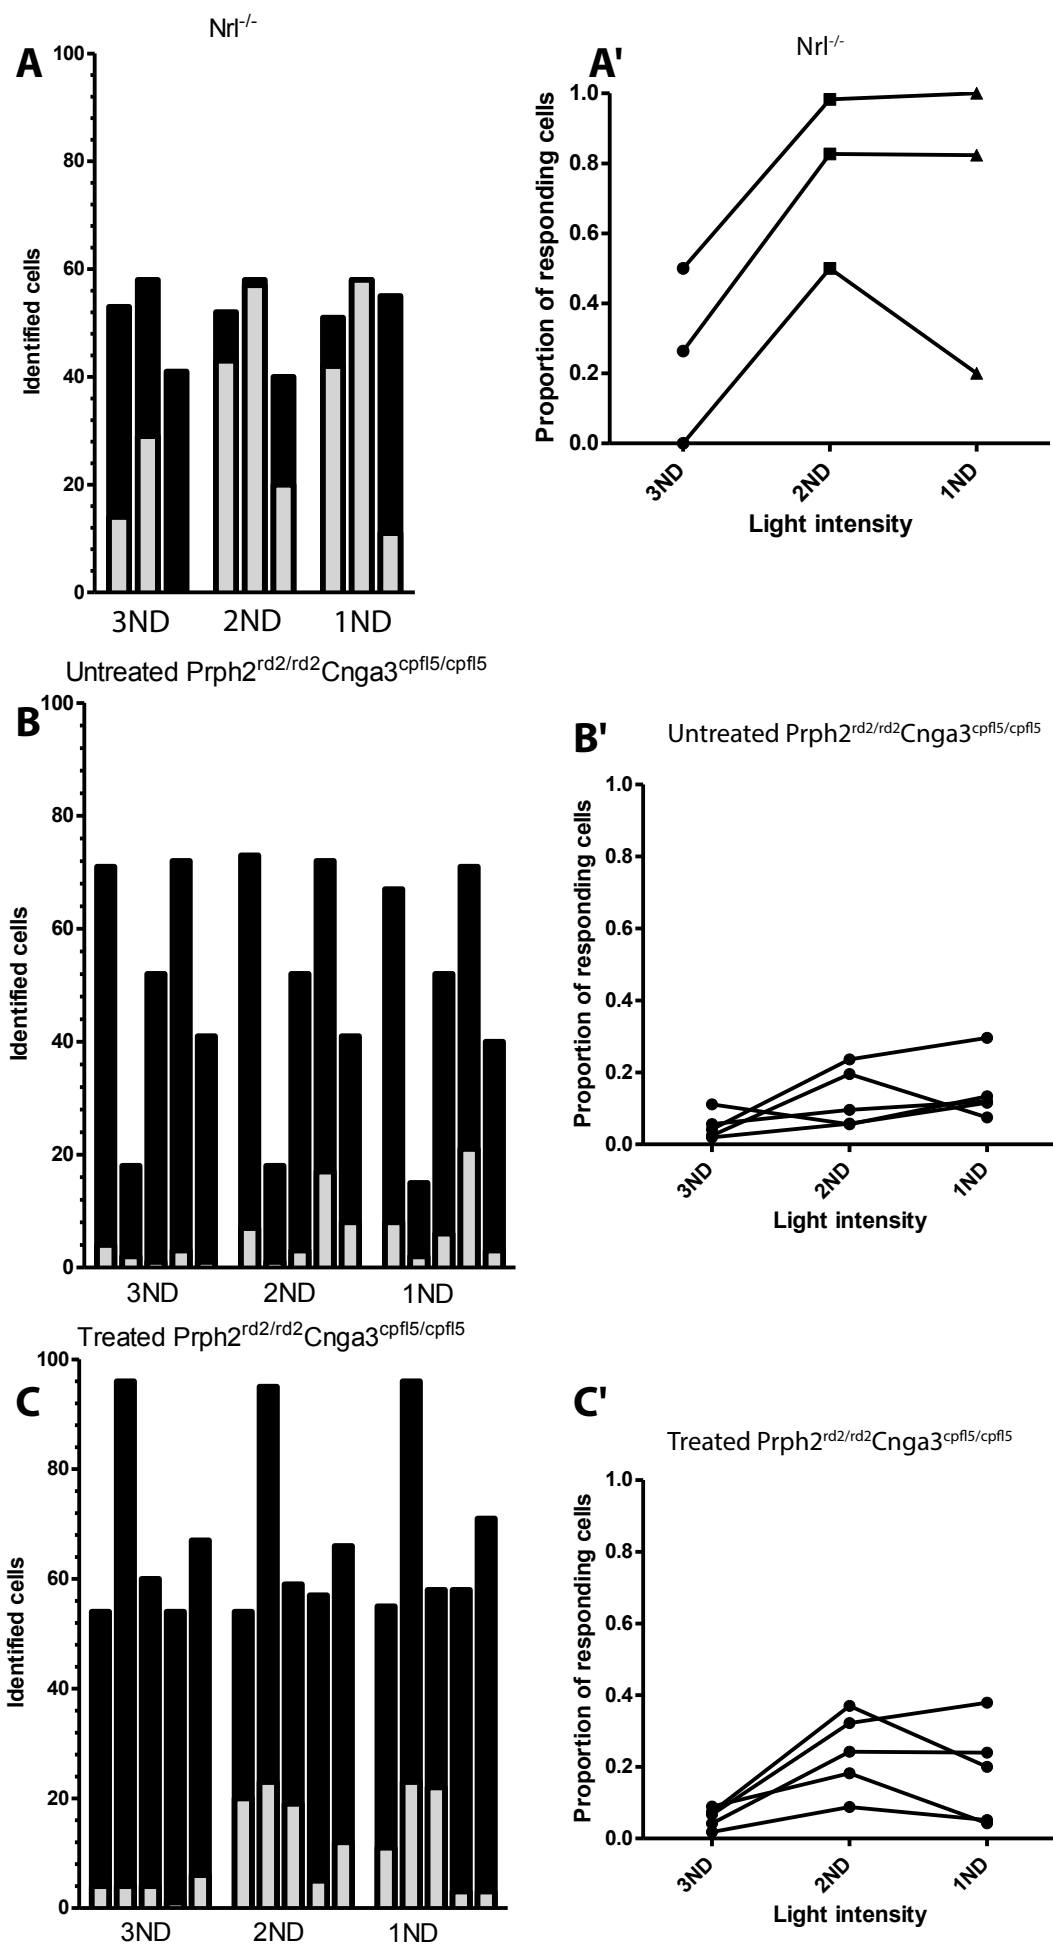 Nrl-/-
A
100
80
60
40
20
0
Identified cells
3ND 2ND 1ND
A'
Nrl-/-
1.0
0.8
0.6
0.4
0.2
0.0
Proportion of responding cells
3ND 2ND 1ND
Light intensity
Untreated Prph2rd2/rd2Cnga3cpfl5/cpfl5
B
100
80
60
40
20
0
Identified cells
3ND 2ND 1ND
B'
Untreated Prph2rd2/rd2Cnga3cpfl5/cpfl5
1.0
0.8
0.6
0.4
0.2
0.0
Proportion of responding cells
3ND 2ND 1ND
Light intensity
Treated Prph2rd2/rd2Cnga3cpfl5/cpfl5
C
100
80
60
40
20
0
Identified cells
3ND 2ND 1ND
C'
Treated Prph2rd2/rd2Cnga3cpfl5/cpfl5
1.0
0.8
0.6
0.4
0.2
0.0
Proportion of responding cells
3ND 2ND 1ND
Light intensity